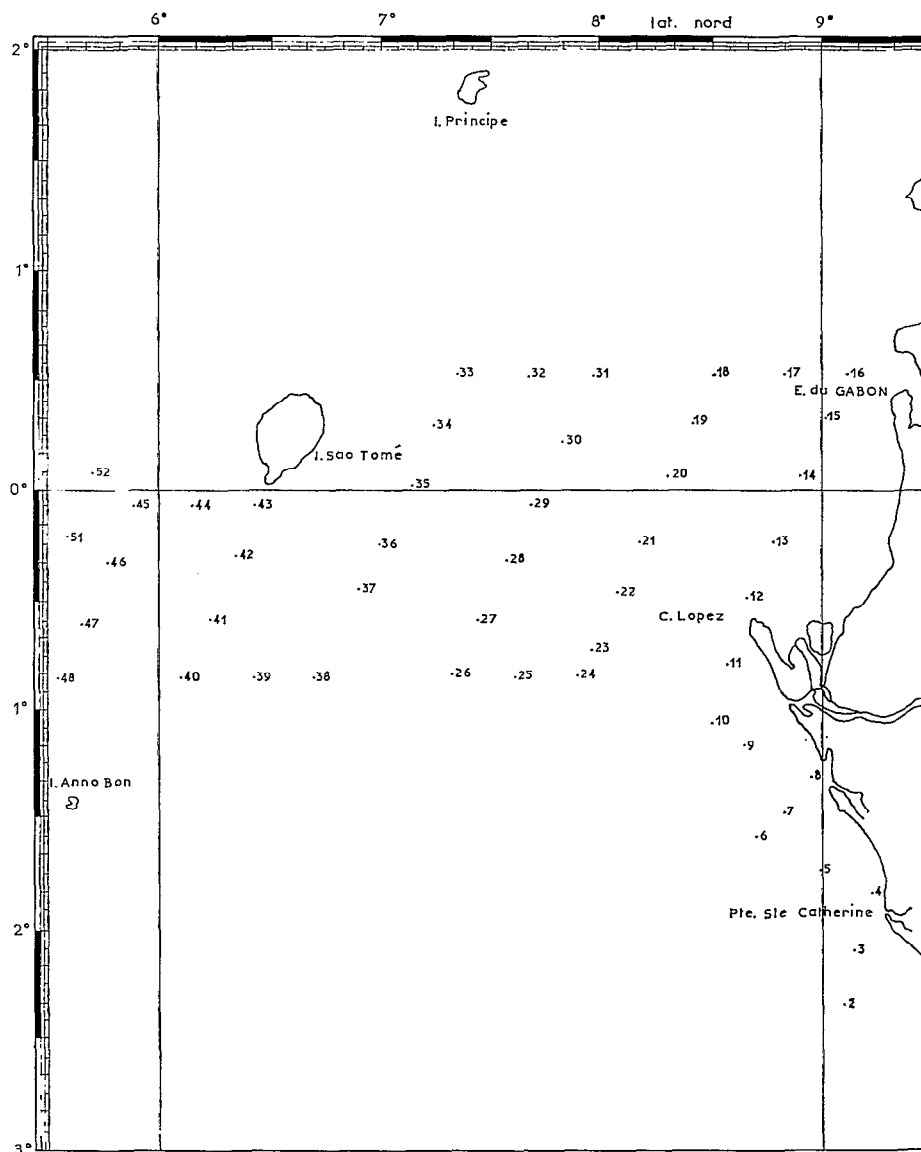 6° 7° 8° lat. nord 9°
2°
I. Principe
1°
.33 .32 .31 .18 .17 .16
E. du GABON
.34 .30 .19 .15
I. Sao Tomé
.52 .35 .20 .14
0°
.45 .44 .43 .29
.51 .46 .42 .36 .28 .21 .13
.37 .22 .12
.47 .41 .27 C. Lopez
.23 .11
.48 .40 .39 .38 .26 .25 .24
1°
.10
.9
I. Anno Bon .8
.7
.6
.5
.4
Pte. Ste Catherine
2°
.3
.2
3°